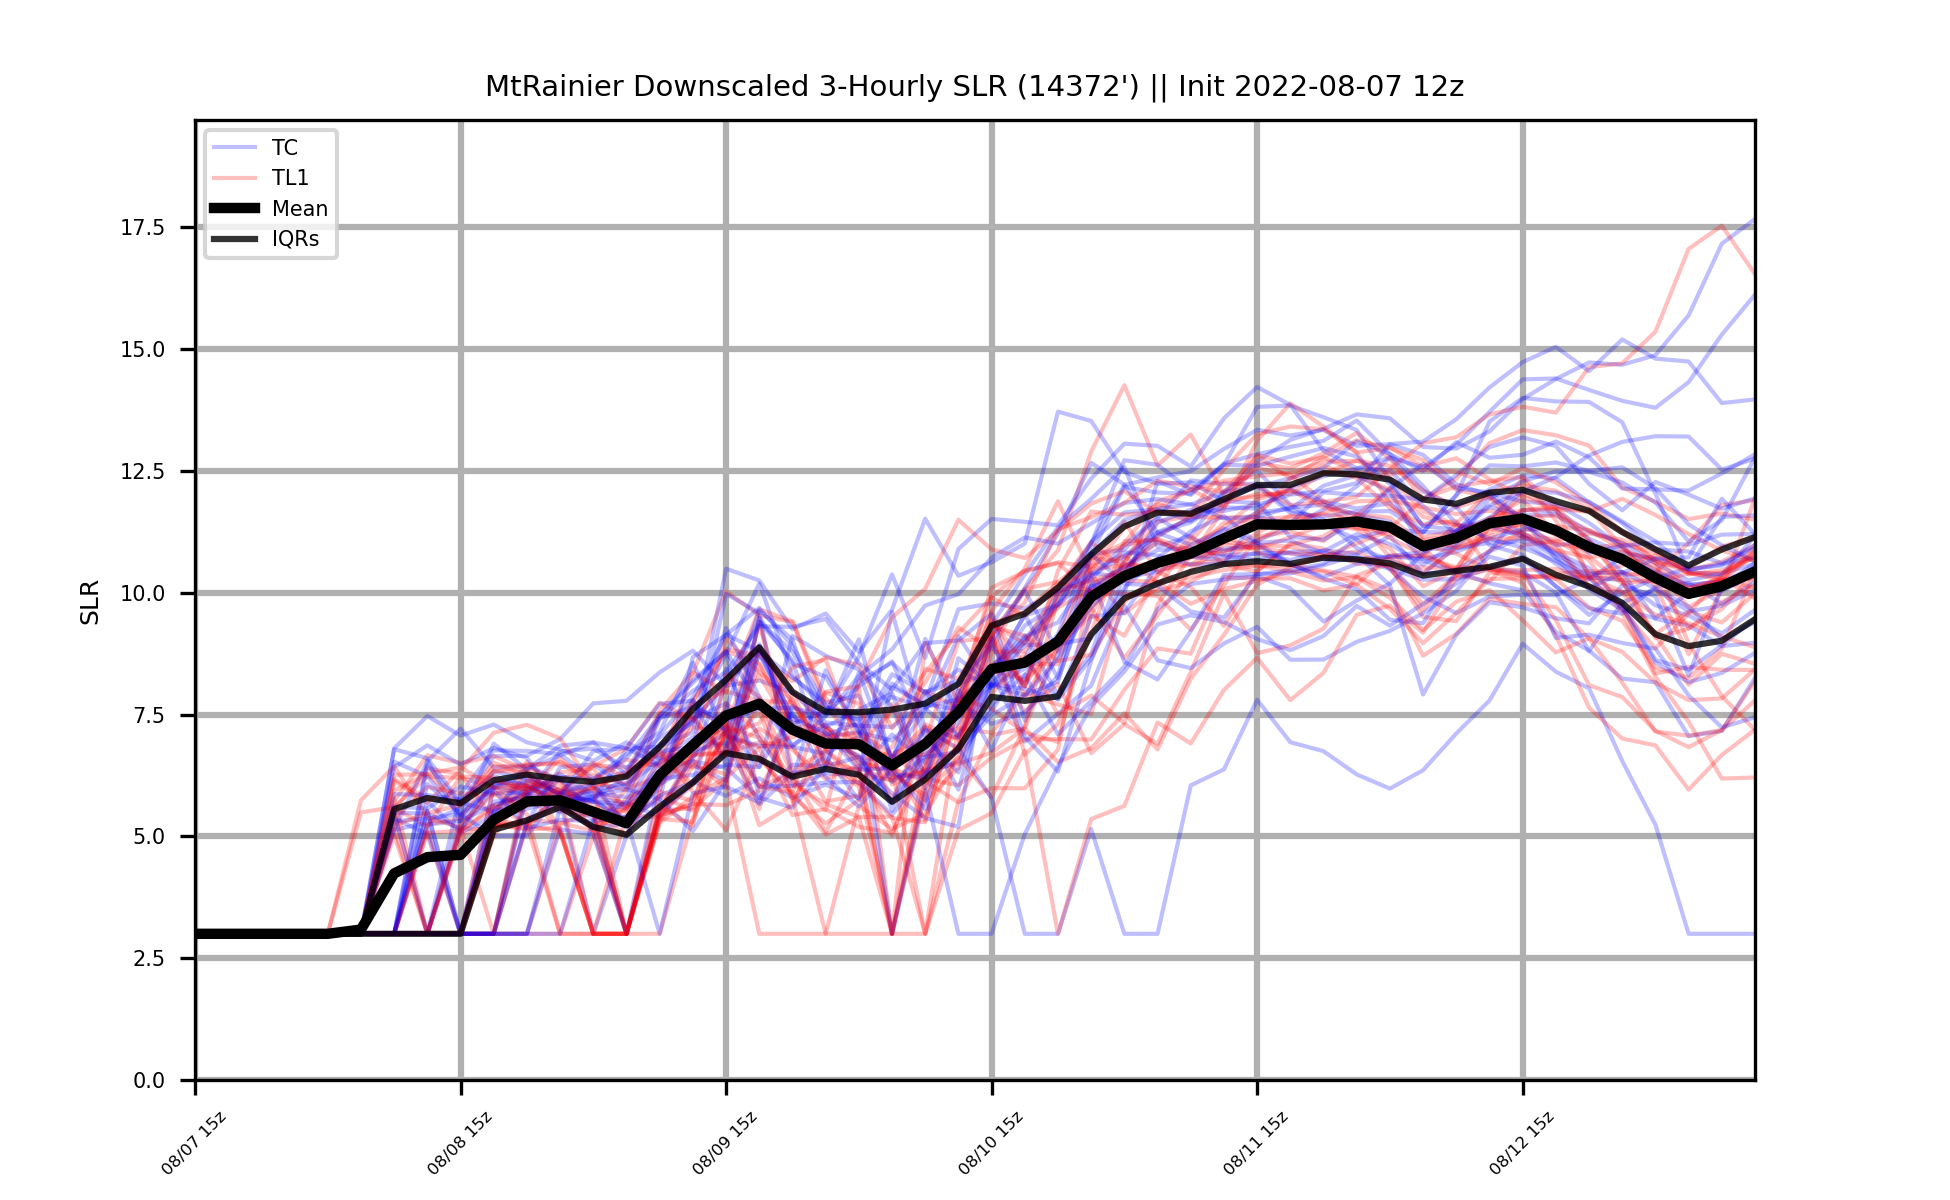 MtRainier Downscaled 3-Hourly SLR (14372') || Init 2022-08-07 12z
TC
TL1
Mean
IQRs
17.5
15.0
12.5
10.0
7.5
5.0
2.5
0.0
SLR
08/07 15z
08/08 15z
08/09 15z
08/10 15z
08/11 15z
08/12 15z